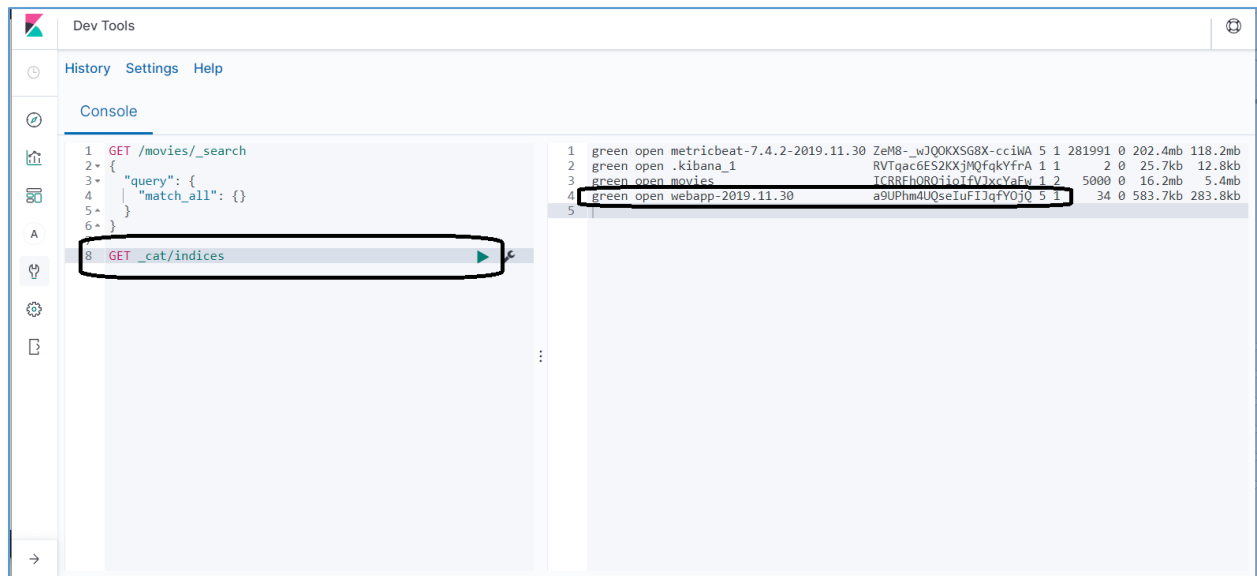 Dev Tools
History Settings Help
Console
1 GET /movies/_search
2 {
3 "query": {
4 "match_all": {}
5 }
6 }
7
8 GET _cat/indices
1 green open metricbeat-7.4.2-2019.11.30 ZeM8-_wJQOKXSG8X-cciWA 5 1 281991 0 202.4mb 118.2mb
2 green open .kibana_1 RVTqac6ES2KXjMQfqkYfrA 1 1 2 0 25.7kb 12.8kb
3 green open movies ICRRFhOROjioIfVJxcYaFw 1 2 5000 0 16.2mb 5.4mb
4 green open webapp-2019.11.30 a9UPhm4UQseIuFIJqfYOjQ 5 1 34 0 583.7kb 283.8kb
5
A